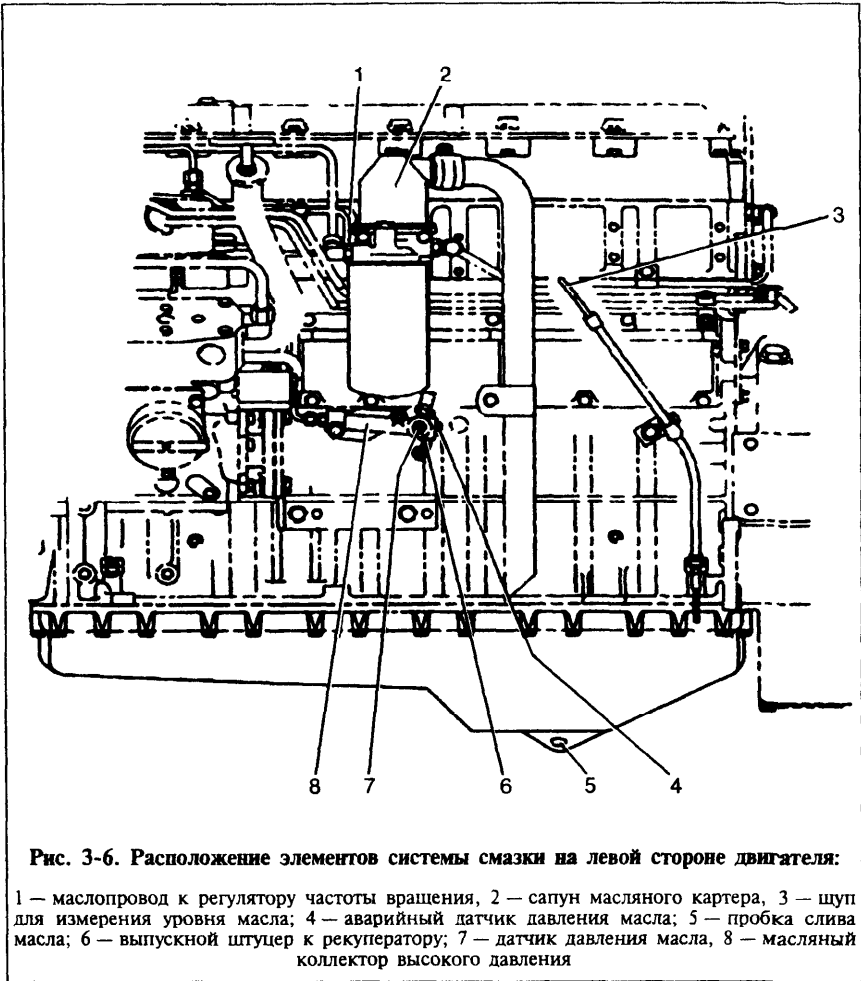 1
2
3
8
7
6
5
4
Рис. 3-6. Расположение элементов системы смазки на левой стороне двигателя:
1 — маслопровод к регулятору частоты вращения, 2 — сапун масляного картера, 3 — щуп
для измерения уровня масла; 4 — аварийный датчик давления масла; 5 — пробка слива
масла; 6 — выпускной штуцер к рекуператору; 7 — датчик давления масла, 8 — масляный
коллектор высокого давления